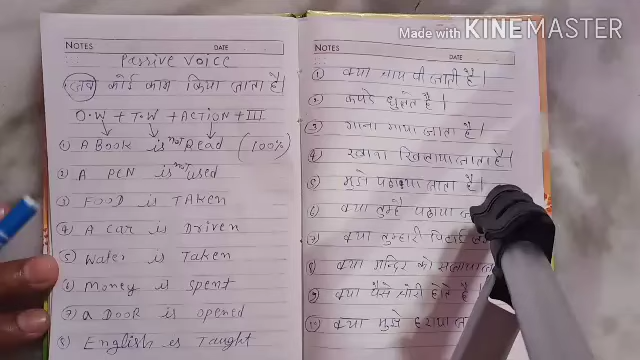 Made with KINEMASTER
NOTES DATE
Passive Voice
जब कोई काम किया जाता है।
O.W + T.W + ACTION + III
① A Book is not Read (100%)
② A PEN is not used
③ FOOD is TAKen
④ A car is Driven
⑤ Water is Taken
⑥ Money is spent
⑦ a DOOR is opened
⑧ English is Taught
NOTES DATE
① क्या चाय पी जाती है।
② कपड़े धुलते है।
③ गाना गाया जाता है।
④ खाना खिलाया जाता है।
⑤ मुझे पढ़ाया जाता है।
⑥ क्या तुम्हे पढाया
⑦ क्या तुम्हारी पिटाई
⑧ क्या मन्दिर को सजाया
⑨ क्या पैसे चोरी होते है
⑩ क्या मुझे हराया